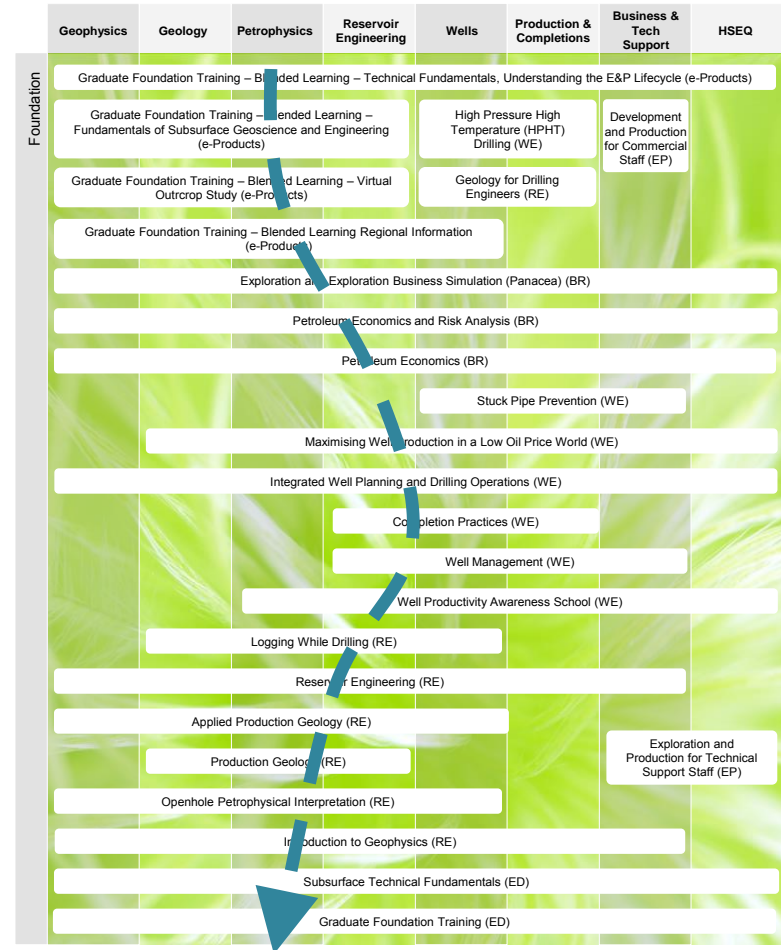 Geophysics
Geology
Petrophysics
Reservoir
Engineering
Wells
Production &
Completions
Business &
Tech
Support
HSEQ
Foundation
Graduate Foundation Training – Blended Learning – Technical Fundamentals, Understanding the E&P Lifecycle (e-Products)
Graduate Foundation Training – Blended Learning –
Fundamentals of Subsurface Geoscience and Engineering
(e-Products)
High Pressure High
Temperature (HPHT)
Drilling (WE)
Development
and Production
for Commercial
Staff (EP)
Graduate Foundation Training – Blended Learning – Virtual
Outrcrop Study (e-Products)
Geology for Drilling
Engineers (RE)
Graduate Foundation Training – Blended Learning Regional Information
(e-Products)
Exploration and Exploration Business Simulation (Panacea) (BR)
Petroleum Economics and Risk Analysis (BR)
Petroleum Economics (BR)
Stuck Pipe Prevention (WE)
Maximising Well Production in a Low Oil Price World (WE)
Integrated Well Planning and Drilling Operations (WE)
Completion Practices (WE)
Well Management (WE)
Well Productivity Awareness School (WE)
Logging While Drilling (RE)
Reservoir Engineering (RE)
Applied Production Geology (RE)
Production Geology (RE)
Exploration and
Production for Technical
Support Staff (EP)
Openhole Petrophysical Interpretation (RE)
Introduction to Geophysics (RE)
Subsurface Technical Fundamentals (ED)
Graduate Foundation Training (ED)